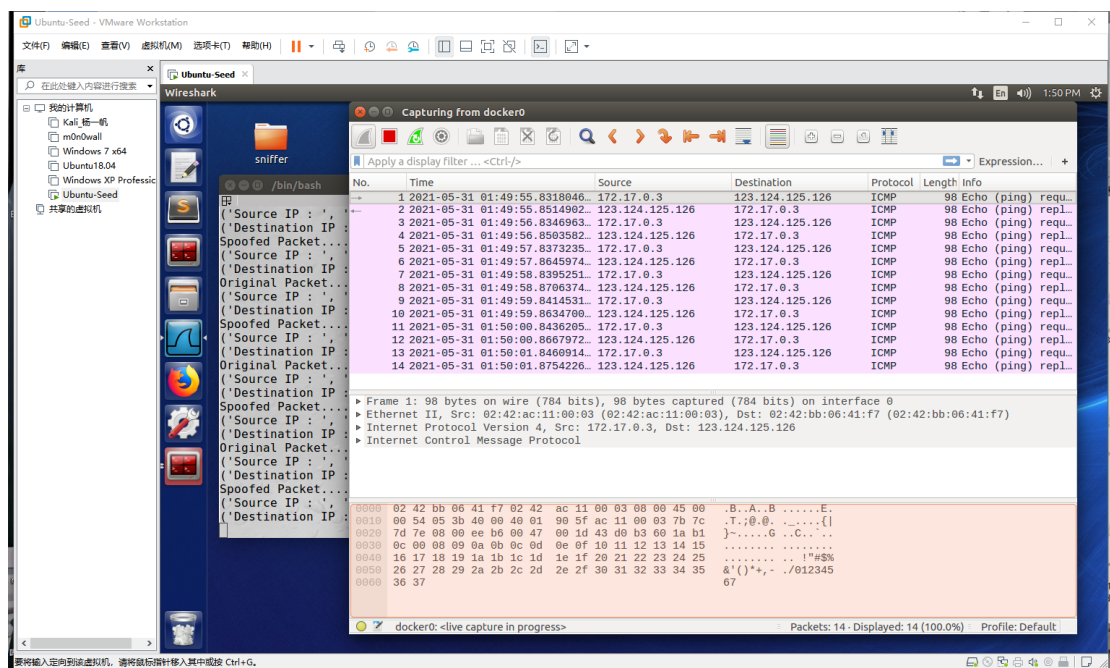 Ubuntu-Seed - VMware Workstation
文件(F) 编辑(E) 查看(V) 虚拟机(M) 选项卡(T) 帮助(H)
库
在此处键入内容进行搜索
我的计算机
Kali_杨一帆
m0n0wall
Windows 7 x64
Ubuntu18.04
Windows XP Professic
Ubuntu-Seed
共享的虚拟机
Ubuntu-Seed
Wireshark
En 1:50 PM
sniffer
/bin/bash
('Source IP : ', '
('Destination IP :
Spoofed Packet....
('Source IP : ', '
('Destination IP :
Original Packet...
('Source IP : ', '
('Destination IP :
Spoofed Packet....
('Source IP : ', '
('Destination IP :
Original Packet...
('Source IP : ', '
('Destination IP :
Spoofed Packet....
('Source IP : ', '
('Destination IP :
Original Packet...
('Source IP : ', '
('Destination IP :
Spoofed Packet....
('Source IP : ', '
('Destination IP :
Capturing from docker0
Apply a display filter ... <Ctrl-/>
Expression... +
No. Time Source Destination Protocol Length Info
1 2021-05-31 01:49:55.8318046… 172.17.0.3 123.124.125.126 ICMP 98 Echo (ping) requ…
2 2021-05-31 01:49:55.8514902… 123.124.125.126 172.17.0.3 ICMP 98 Echo (ping) repl…
3 2021-05-31 01:49:56.8346963… 172.17.0.3 123.124.125.126 ICMP 98 Echo (ping) requ…
4 2021-05-31 01:49:56.8503582… 123.124.125.126 172.17.0.3 ICMP 98 Echo (ping) repl…
5 2021-05-31 01:49:57.8373235… 172.17.0.3 123.124.125.126 ICMP 98 Echo (ping) requ…
6 2021-05-31 01:49:57.8645974… 123.124.125.126 172.17.0.3 ICMP 98 Echo (ping) repl…
7 2021-05-31 01:49:58.8395251… 172.17.0.3 123.124.125.126 ICMP 98 Echo (ping) requ…
8 2021-05-31 01:49:58.8706374… 123.124.125.126 172.17.0.3 ICMP 98 Echo (ping) repl…
9 2021-05-31 01:49:59.8414531… 172.17.0.3 123.124.125.126 ICMP 98 Echo (ping) requ…
10 2021-05-31 01:49:59.8634700… 123.124.125.126 172.17.0.3 ICMP 98 Echo (ping) repl…
11 2021-05-31 01:50:00.8436205… 172.17.0.3 123.124.125.126 ICMP 98 Echo (ping) requ…
12 2021-05-31 01:50:00.8667972… 123.124.125.126 172.17.0.3 ICMP 98 Echo (ping) repl…
13 2021-05-31 01:50:01.8460914… 172.17.0.3 123.124.125.126 ICMP 98 Echo (ping) requ…
14 2021-05-31 01:50:01.8754226… 123.124.125.126 172.17.0.3 ICMP 98 Echo (ping) repl…
Frame 1: 98 bytes on wire (784 bits), 98 bytes captured (784 bits) on interface 0
Ethernet II, Src: 02:42:ac:11:00:03 (02:42:ac:11:00:03), Dst: 02:42:bb:06:41:f7 (02:42:bb:06:41:f7)
Internet Protocol Version 4, Src: 172.17.0.3, Dst: 123.124.125.126
Internet Control Message Protocol
0000 02 42 bb 06 41 f7 02 42 ac 11 00 03 08 00 45 00 .B..A..B ......E.
0010 00 54 05 3b 40 00 40 01 90 5f ac 11 00 03 7b 7c .T.;@.@. ._....{|
0020 7d 7e 08 00 ee b6 00 47 00 1d 43 d0 b3 60 1a b1 }~.....G ..C..`..
0030 0c 00 08 09 0a 0b 0c 0d 0e 0f 10 11 12 13 14 15 ........ ........
0040 16 17 18 19 1a 1b 1c 1d 1e 1f 20 21 22 23 24 25 ........ .. !"#$%
0050 26 27 28 29 2a 2b 2c 2d 2e 2f 30 31 32 33 34 35 &'()*+,- ./012345
0060 36 37 67
docker0: <live capture in progress> Packets: 14 · Displayed: 14 (100.0%) Profile: Default
要将输入定向到该虚拟机，请将鼠标指针移入其中或按 Ctrl+G。